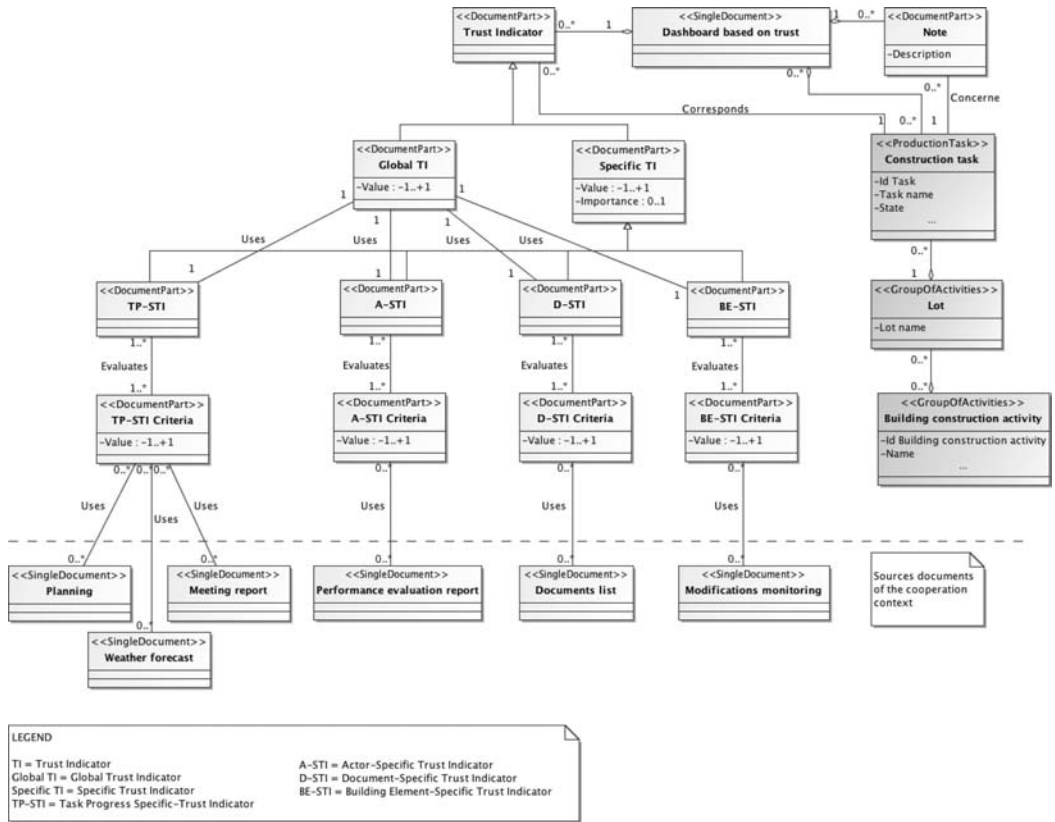 <<DocumentPart>>
Trust Indicator
0..*
1
<<SingleDocument>>
Dashboard based on trust
1
0..*
<<DocumentPart>>
Note
-Description
0..*
0..*
0..*
Concerne
Corresponds
1
0..*
1
<<DocumentPart>>
Global TI
-Value : -1..+1
<<DocumentPart>>
Specific TI
-Value : -1..+1
-Importance : 0..1
<<ProductionTask>>
Construction task
-Id Task
-Task name
-State
...
1
1
1
1
Uses
Uses
Uses
Uses
0..*
1
1
1
1
1
<<DocumentPart>>
TP-STI
<<DocumentPart>>
A-STI
<<DocumentPart>>
D-STI
<<DocumentPart>>
BE-STI
<<GroupOfActivities>>
Lot
-Lot name
1..*
1..*
1..*
1..*
Evaluates
Evaluates
Evaluates
Evaluates
1..*
1..*
1..*
1..*
0..*
0..*
<<DocumentPart>>
TP-STI Criteria
-Value : -1..+1
<<DocumentPart>>
A-STI Criteria
-Value : -1..+1
<<DocumentPart>>
D-STI Criteria
-Value : -1..+1
<<DocumentPart>>
BE-STI Criteria
-Value : -1..+1
<<GroupOfActivities>>
Building construction activity
-Id Building construction activity
-Name
...
0..*
0..*
0..*
0..*
0..*
0..*
Uses
Uses
Uses
Uses
Uses
Uses
0..*
0..*
0..*
0..*
0..*
<<SingleDocument>>
Planning
<<SingleDocument>>
Meeting report
<<SingleDocument>>
Performance evaluation report
<<SingleDocument>>
Documents list
<<SingleDocument>>
Modifications monitoring
Sources documents
of the cooperation
context
0..*
<<SingleDocument>>
Weather forecast
LEGEND
TI = Trust Indicator
Global TI = Global Trust Indicator
Specific TI = Specific Trust Indicator
TP-STI = Task Progress Specific-Trust Indicator
A-STI = Actor-Specific Trust Indicator
D-STI = Document-Specific Trust Indicator
BE-STI = Building Element-Specific Trust Indicator